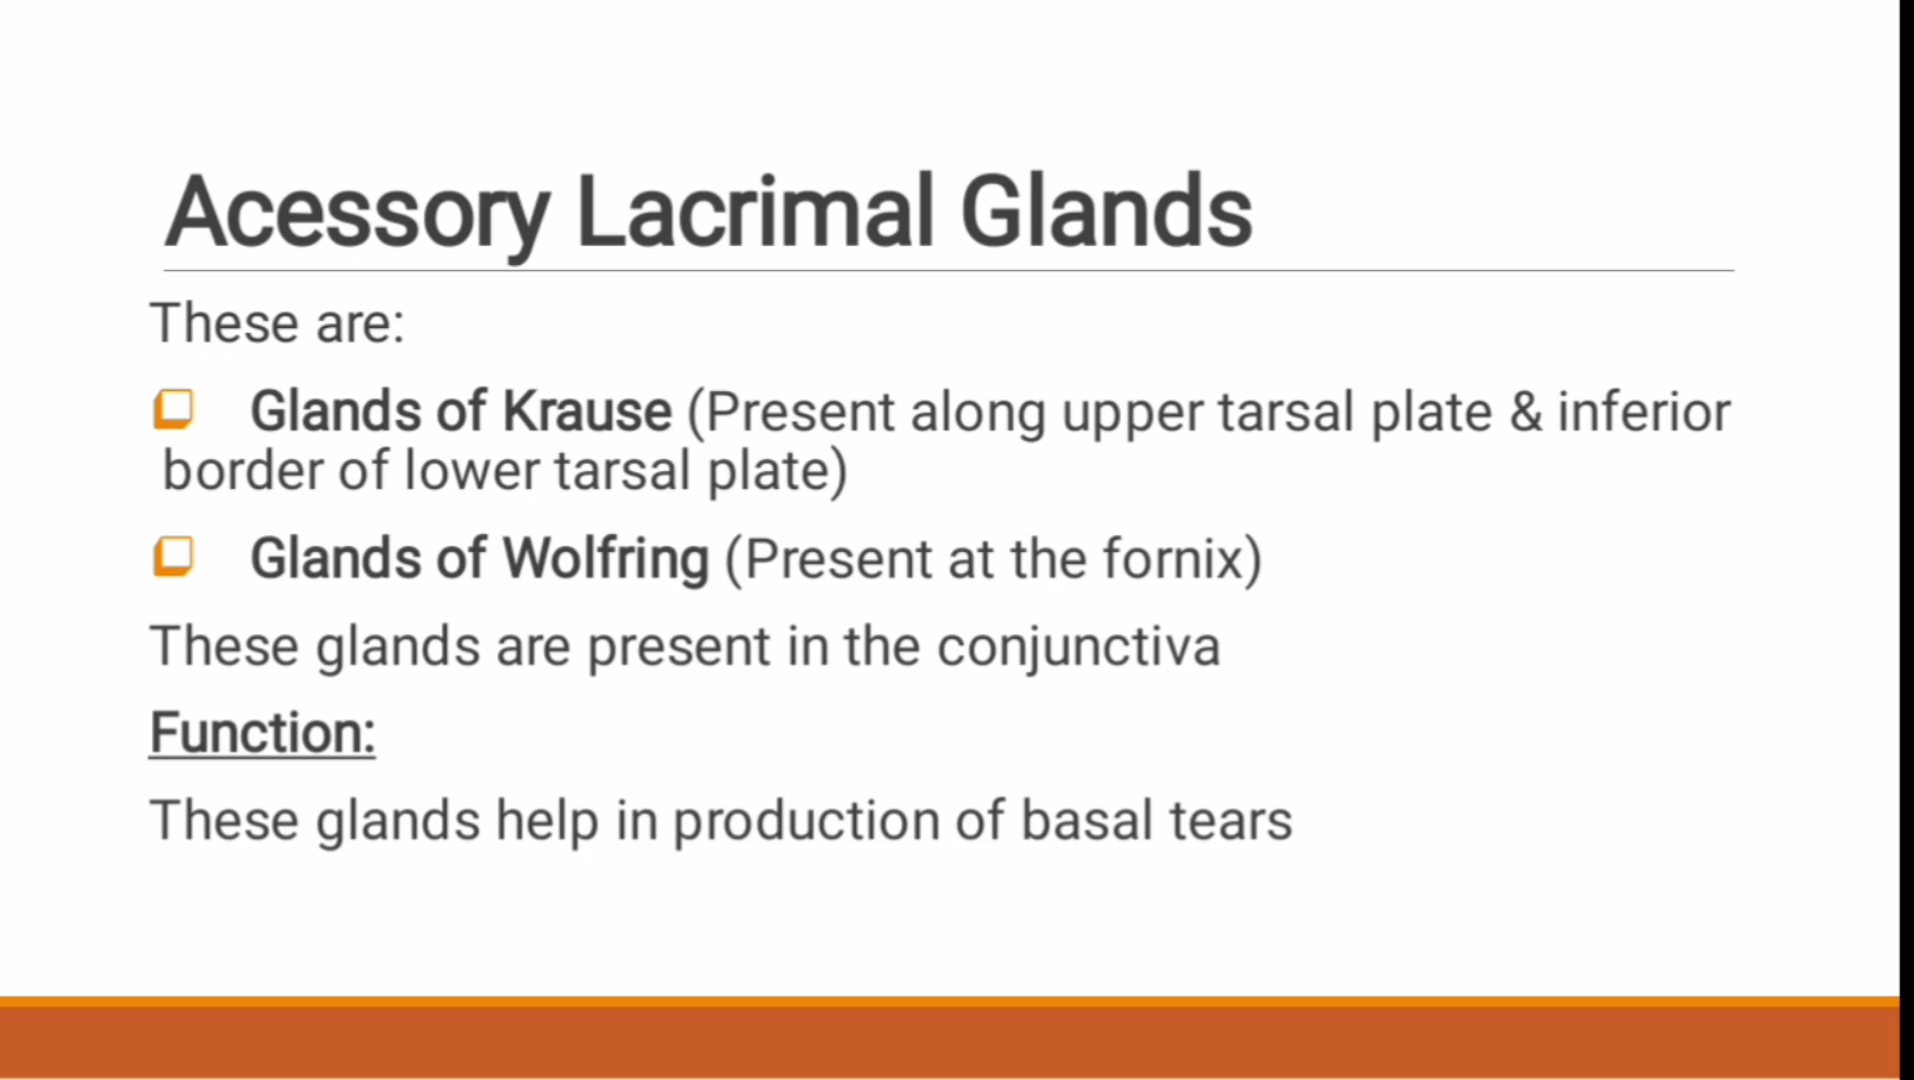 Acessory Lacrimal Glands
These are:
Glands of Krause (Present along upper tarsal plate & inferior
border of lower tarsal plate)
Glands of Wolfring (Present at the fornix)
These glands are present in the conjunctiva
Function:
These glands help in production of basal tears